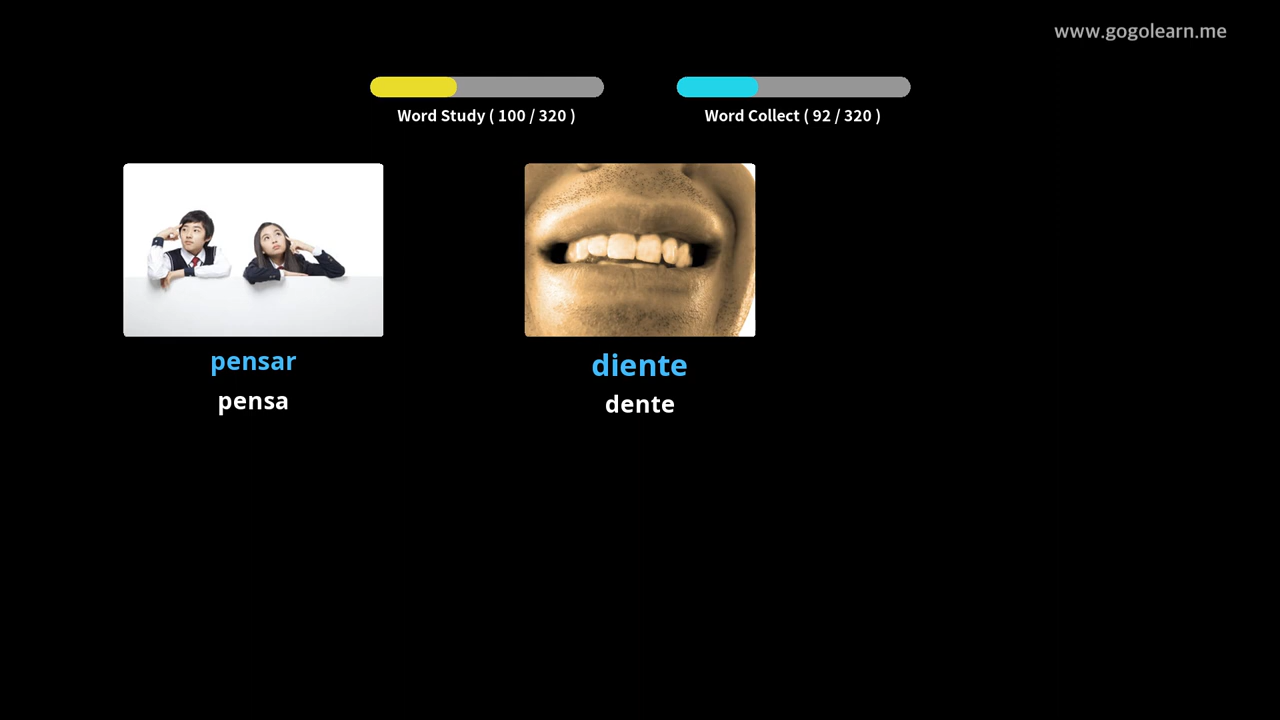 www.gogolearn.me
Word Study ( 100 / 320 )
Word Collect ( 92 / 320 )
pensar
pensa
diente
dente